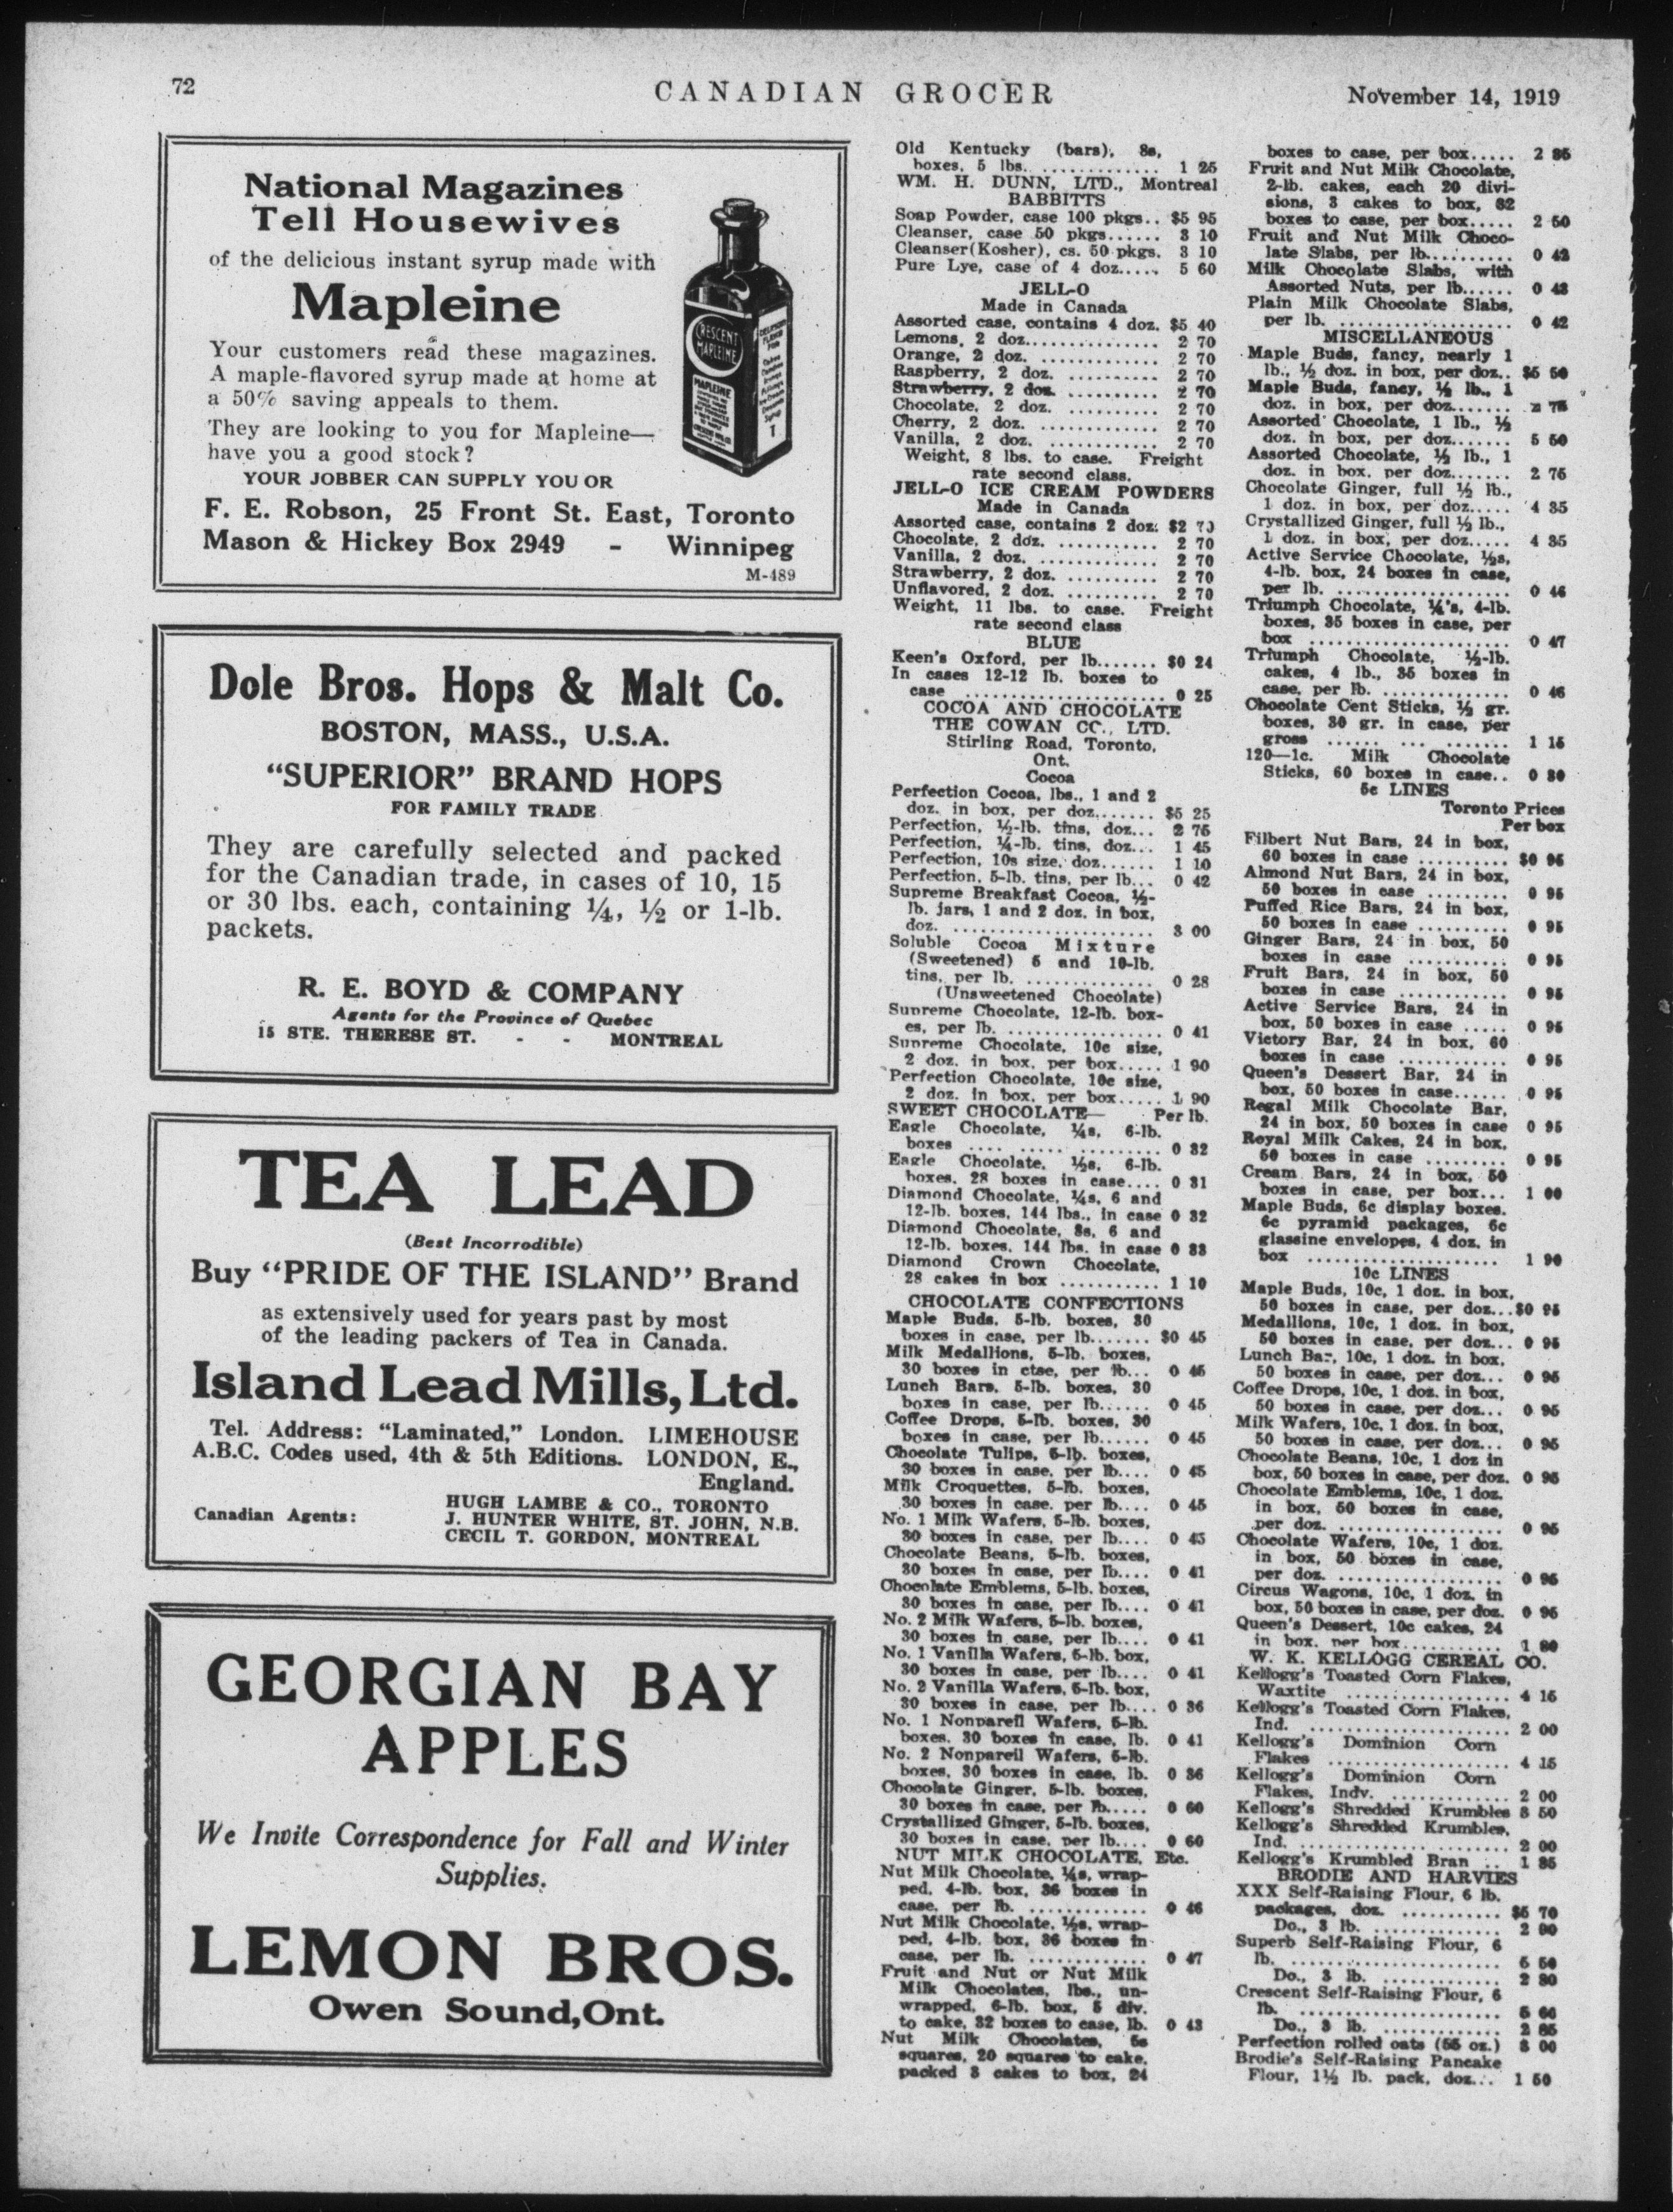 72
CANADIAN GROCER
November 14, 1919
National Magazines
Tell Housewives
of the delicious instant syrup made with
Mapleine
Your customers read these magazines.
A maple-flavored syrup made at home at
a 50% saving appeals to them.
They are looking to you for Mapleine—
have you a good stock?
YOUR JOBBER CAN SUPPLY YOU OR
F. E. Robson, 25 Front St. East, Toronto
Mason & Hickey Box 2949 - Winnipeg
M-489
CRESCENT
MAPLEINE
MAPLEINE
Dole Bros. Hops & Malt Co.
BOSTON, MASS., U.S.A.
"SUPERIOR" BRAND HOPS
FOR FAMILY TRADE
They are carefully selected and packed
for the Canadian trade, in cases of 10, 15
or 30 lbs. each, containing ¼, ½ or 1-lb.
packets.
R. E. BOYD & COMPANY
Agents for the Province of Quebec
15 STE. THERESE ST. - - MONTREAL
TEA LEAD
(Best Incorrodible)
Buy "PRIDE OF THE ISLAND" Brand
as extensively used for years past by most
of the leading packers of Tea in Canada.
Island Lead Mills, Ltd.
Tel. Address: "Laminated," London. LIMEHOUSE
A.B.C. Codes used, 4th & 5th Editions. LONDON, E.,
England.
Canadian Agents:
HUGH LAMBE & CO., TORONTO
J. HUNTER WHITE, ST. JOHN, N.B.
CECIL T. GORDON, MONTREAL
GEORGIAN BAY
APPLES
We Invite Correspondence for Fall and Winter
Supplies.
LEMON BROS.
Owen Sound, Ont.
Old Kentucky (bars), 8s,
boxes, 5 lbs. ............. 1 25
WM. H. DUNN, LTD., Montreal
BABBITTS
Soap Powder, case 100 pkgs.. $5 95
Cleanser, case 50 pkgs...... 3 10
Cleanser(Kosher), cs. 50 pkgs. 3 10
Pure Lye, case of 4 doz..... 5 60
JELL-O
Made in Canada
Assorted case, contains 4 doz. $5 40
Lemons, 2 doz............... 2 70
Orange, 2 doz. ............. 2 70
Raspberry, 2 doz. .......... 2 70
Strawberry, 2 doz. .......... 2 70
Chocolate, 2 doz. .......... 2 70
Cherry, 2 doz. ............. 2 70
Vanilla, 2 doz. ............ 2 70
Weight, 8 lbs. to case. Freight
rate second class.
JELL-O ICE CREAM POWDERS
Made in Canada
Assorted case, contains 2 doz. $2 70
Chocolate, 2 doz. ........... 2 70
Vanilla, 2 doz. ............. 2 70
Strawberry, 2 doz. .......... 2 70
Unflavored, 2 doz. .......... 2 70
Weight, 11 lbs. to case. Freight
rate second class
BLUE
Keen's Oxford, per lb....... $0 24
In cases 12-12 lb. boxes to
case ...................... 0 25
COCOA AND CHOCOLATE
THE COWAN CC., LTD.
Stirling Road, Toronto,
Ont.
Cocoa
Perfection Cocoa, lbs., 1 and 2
doz. in box, per doz....... $5 25
Perfection, ½-lb. tins, doz... 2 75
Perfection, ¼-lb. tins, doz... 1 45
Perfection, 10s size, doz...... 1 10
Perfection, 5-lb. tins, per lb... 0 42
Supreme Breakfast Cocoa, ½-
lb. jars, 1 and 2 doz. in box,
doz. ....................... 3 00
Soluble Cocoa Mixture
(Sweetened) 5 and 10-lb.
tins, per lb. .............. 0 28
(Unsweetened Chocolate)
Supreme Chocolate, 12-lb. box-
es, per lb. ................ 0 41
Supreme Chocolate, 10c size,
2 doz. in box, per box..... 1 90
Perfection Chocolate, 10c size,
2 doz. in box, per box..... 1 90
SWEET CHOCOLATE— Per lb.
Eagle Chocolate, ¼s, 6-lb.
boxes .... ..... ......... 0 32
Eagle Chocolate, ½s, 6-lb.
boxes, 28 boxes in case.... 0 31
Diamond Chocolate, ¼s, 6 and
12-lb. boxes, 144 lbs., in case 0 32
Diamond Chocolate, 8s, 6 and
12-lb. boxes, 144 lbs. in case 0 33
Diamond Crown Chocolate,
28 cakes in box ........... 1 10
CHOCOLATE CONFECTIONS
Maple Buds, 5-lb. boxes, 30
boxes in case, per lb....... $0 45
Milk Medallions, 5-lb. boxes,
30 boxes in ctse, per lb... 0 45
Lunch Bars, 5-lb. boxes, 30
boxes in case, per lb...... 0 45
Coffee Drops, 5-lb. boxes, 30
boxes in case, per lb...... 0 45
Chocolate Tulips, 5-lb. boxes,
30 boxes in case, per lb.... 0 45
Milk Croquettes, 5-lb. boxes,
30 boxes in case, per lb.... 0 45
No. 1 Milk Wafers, 5-lb. boxes,
30 boxes in case, per lb.... 0 45
Chocolate Beans, 5-lb. boxes,
30 boxes in case, per lb.... 0 41
Chocolate Emblems, 5-lb. boxes,
30 boxes in case, per lb.... 0 41
No. 2 Milk Wafers, 5-lb. boxes,
30 boxes in case, per lb.... 0 41
No. 1 Vanilla Wafers, 5-lb. box,
30 boxes in case, per lb.... 0 41
No. 2 Vanilla Wafers, 5-lb. box,
30 boxes in case, per lb.... 0 36
No. 1 Nonpareil Wafers, 5-lb.
boxes, 30 boxes in case, lb. 0 41
No. 2 Nonpareil Wafers, 5-lb.
boxes, 30 boxes in case, lb. 0 36
Chocolate Ginger, 5-lb. boxes,
30 boxes in case, per lb..... 0 60
Crystallized Ginger, 5-lb. boxes,
30 boxes in case, per lb.... 0 60
NUT MILK CHOCOLATE, Etc.
Nut Milk Chocolate, ¼s, wrap-
ped, 4-lb. box, 36 boxes in
case, per lb. .............. 0 46
Nut Milk Chocolate, ½s, wrap-
ped, 4-lb. box, 36 boxes in
case, per lb. .............. 0 47
Fruit and Nut or Nut Milk
Milk Chocolates, lbs., un-
wrapped, 6-lb. box, 5 div.
to cake, 32 boxes to case, lb. 0 43
Nut Milk Chocolates, 5s
squares, 20 squares to cake,
packed 3 cakes to box, 24
boxes to case, per box..... 2 85
Fruit and Nut Milk Chocolate,
2-lb. cakes, each 20 divi-
sions, 3 cakes to box, 32
boxes to case, per box..... 2 50
Fruit and Nut Milk Choco-
late Slabs, per lb.......... 0 43
Milk Chocolate Slabs, with
Assorted Nuts, per lb...... 0 43
Plain Milk Chocolate Slabs,
per lb. .................... 0 42
MISCELLANEOUS
Maple Buds, fancy, nearly 1
lb., ½ doz. in box, per doz.. $5 50
Maple Buds, fancy, ½ lb., 1
doz. in box, per doz....... 2 75
Assorted Chocolate, 1 lb., ½
doz. in box, per doz....... 5 50
Assorted Chocolate, ½ lb., 1
doz. in box, per doz....... 2 75
Chocolate Ginger, full ½ lb.,
1 doz. in box, per doz..... 4 35
Crystallized Ginger, full ½ lb.,
1 doz. in box, per doz..... 4 35
Active Service Chocolate, ½s,
4-lb. box, 24 boxes in case,
per lb. .................... 0 46
Triumph Chocolate, ¼'s, 4-lb.
boxes, 35 boxes in case, per
box ....................... 0 47
Triumph Chocolate, ½-lb.
cakes, 4 lb., 35 boxes in
case, per lb. .............. 0 46
Chocolate Cent Sticks, ½ gr.
boxes, 30 gr. in case, per
gross ...... ... ....... 1 15
120—1c. Milk Chocolate
Sticks, 60 boxes in case.. 0 80
5c LINES
Toronto Prices
Per box
Filbert Nut Bars, 24 in box,
60 boxes in case .......... $0 95
Almond Nut Bars, 24 in box,
50 boxes in case ......... 0 95
Puffed Rice Bars, 24 in box,
50 boxes in case .......... 0 95
Ginger Bars, 24 in box, 50
boxes in case ........... 0 95
Fruit Bars, 24 in box, 50
boxes in case ............ 0 95
Active Service Bars, 24 in
box, 50 boxes in case ..... 0 95
Victory Bar, 24 in box, 60
boxes in case ............ 0 95
Queen's Dessert Bar, 24 in
box, 50 boxes in case...... 0 95
Regal Milk Chocolate Bar,
24 in box, 50 boxes in case 0 95
Royal Milk Cakes, 24 in box,
50 boxes in case ......... 0 95
Cream Bars, 24 in box, 50
boxes in case, per box... 1 00
Maple Buds, 6c display boxes.
6c pyramid packages, 6c
glassine envelopes, 4 doz. in
box ...................... 1 90
10c LINES
Maple Buds, 10c, 1 doz. in box,
50 boxes in case, per doz...$0 95
Medallions, 10c, 1 doz. in box,
50 boxes in case, per doz... 0 95
Lunch Bar, 10c, 1 doz. in box,
50 boxes in case, per doz... 0 95
Coffee Drops, 10c, 1 doz. in box,
50 boxes in case, per doz... 0 95
Milk Wafers, 10c, 1 doz. in box,
50 boxes in case, per doz... 0 95
Chocolate Beans, 10c, 1 doz in
box, 50 boxes in case, per doz. 0 95
Chocolate Emblems, 10c, 1 doz.
in box, 50 boxes in case,
per doz. ................... 0 95
Chocolate Wafers, 10c, 1 doz.
in box, 50 boxes in case,
per doz. ................... 0 95
Circus Wagons, 10c, 1 doz. in
box, 50 boxes in case, per doz. 0 95
Queen's Dessert, 10c cakes, 24
in box, per box........... 1 80
W. K. KELLOGG CEREAL CO.
Kellogg's Toasted Corn Flakes,
Waxtite ................... 4 15
Kellogg's Toasted Corn Flakes,
Ind. ....................... 2 00
Kellogg's Dominion Corn
Flakes ..................... 4 15
Kellogg's Dominion Corn
Flakes, Indv. .............. 2 00
Kellogg's Shredded Krumbles 3 50
Kellogg's Shredded Krumbles,
Ind. ........................ 2 00
Kellogg's Krumbled Bran .. 1 85
BRODIE AND HARVIES
XXX Self-Raising Flour, 6 lb.
packages, doz. ........... $5 70
Do., 3 lb. ............... 2 90
Superb Self-Raising Flour, 6
lb. ........................ 5 50
Do., 3 lb. .............. 2 80
Crescent Self-Raising Flour, 6
lb. ....................... 5 60
Do., 3 lb. .............. 2 85
Perfection rolled oats (55 oz.) 3 00
Brodie's Self-Raising Pancake
Flour, 1½ lb. pack, doz... 1 50